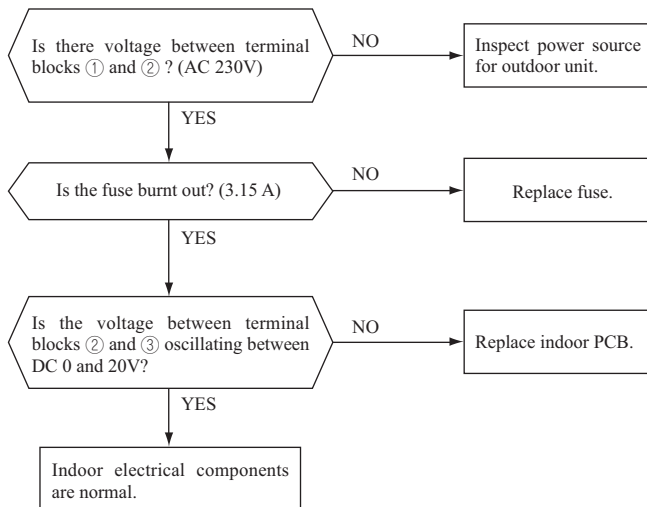 Is there voltage between terminal
blocks ① and ② ? (AC 230V)
NO
Inspect power source
for outdoor unit.
YES
Is the fuse burnt out? (3.15 A)
NO
Replace fuse.
YES
Is the voltage between terminal
blocks ② and ③ oscillating between
DC 0 and 20V?
NO
Replace indoor PCB.
YES
Indoor electrical components
are normal.